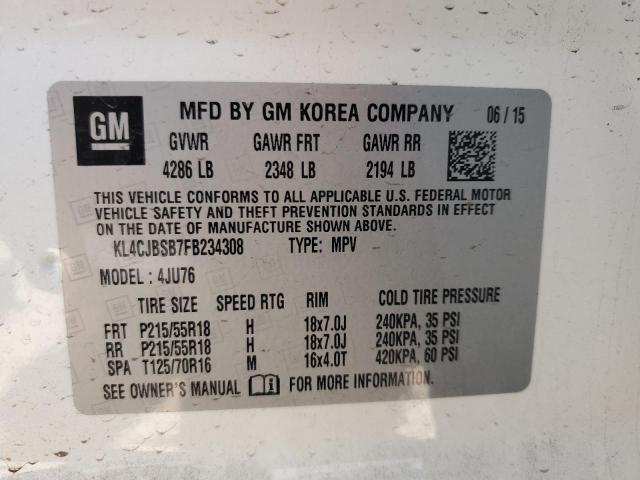 GM MFD BY GM KOREA COMPANY 06/15
GVWR GAWR FRT GAWR RR
4286 LB 2348 LB 2194 LB
THIS VEHICLE CONFORMS TO ALL APPLICABLE U.S. FEDERAL MOTOR
VEHICLE SAFETY AND THEFT PREVENTION STANDARDS IN EFFECT
ON THE DATE OF MANUFACTURE SHOWN ABOVE.
KL4CJBSB7FB234308 TYPE: MPV
MODEL: 4JU76
TIRE SIZE SPEED RTG RIM COLD TIRE PRESSURE
FRT P215/55R18 H 18x7.0J 240KPA, 35 PSI
RR P215/55R18 H 18x7.0J 240KPA, 35 PSI
SPA T125/70R16 M 16x4.0T 420KPA, 60 PSI
SEE OWNER'S MANUAL FOR MORE INFORMATION.